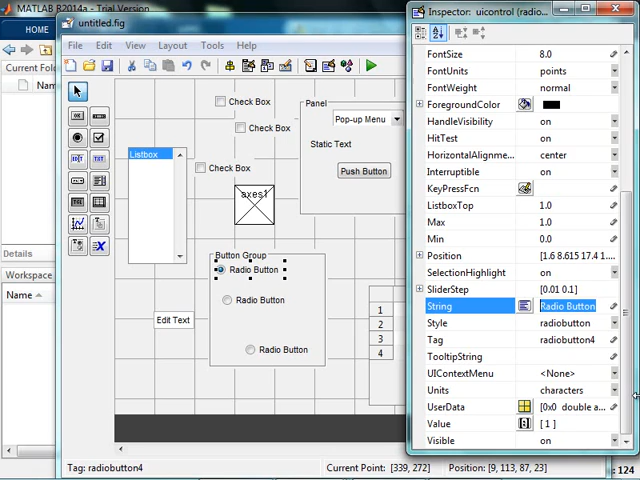 MATLAB R2014a - Trial Version
HOME
Current Fold
Nam
Details
Workspace
Name
untitled.fig
File Edit View Layout Tools Help
Check Box
Check Box
Check Box
Listbox
axes1
Panel
Pop-up Menu
Static Text
Push Button
Button Group
Radio Button
Radio Button
Radio Button
Edit Text
1
2
3
4
Tag: radiobutton4
Current Point: [339, 272]
Position: [9, 113, 87, 23]
: 124
Inspector: uicontrol (radio...
FontSize 8.0
FontUnits points
FontWeight normal
ForegroundColor
HandleVisibility on
HitTest on
HorizontalAlignme... center
Interruptible on
KeyPressFcn
ListboxTop 1.0
Max 1.0
Min 0.0
Position [1.6 8.615 17.4 1....
SelectionHighlight on
SliderStep [0.01 0.1]
String Radio Button
Style radiobutton
Tag radiobutton4
TooltipString
UIContextMenu <None>
Units characters
UserData [0x0 double a...
Value [ 1 ]
Visible on
OK
EDIT
TXT